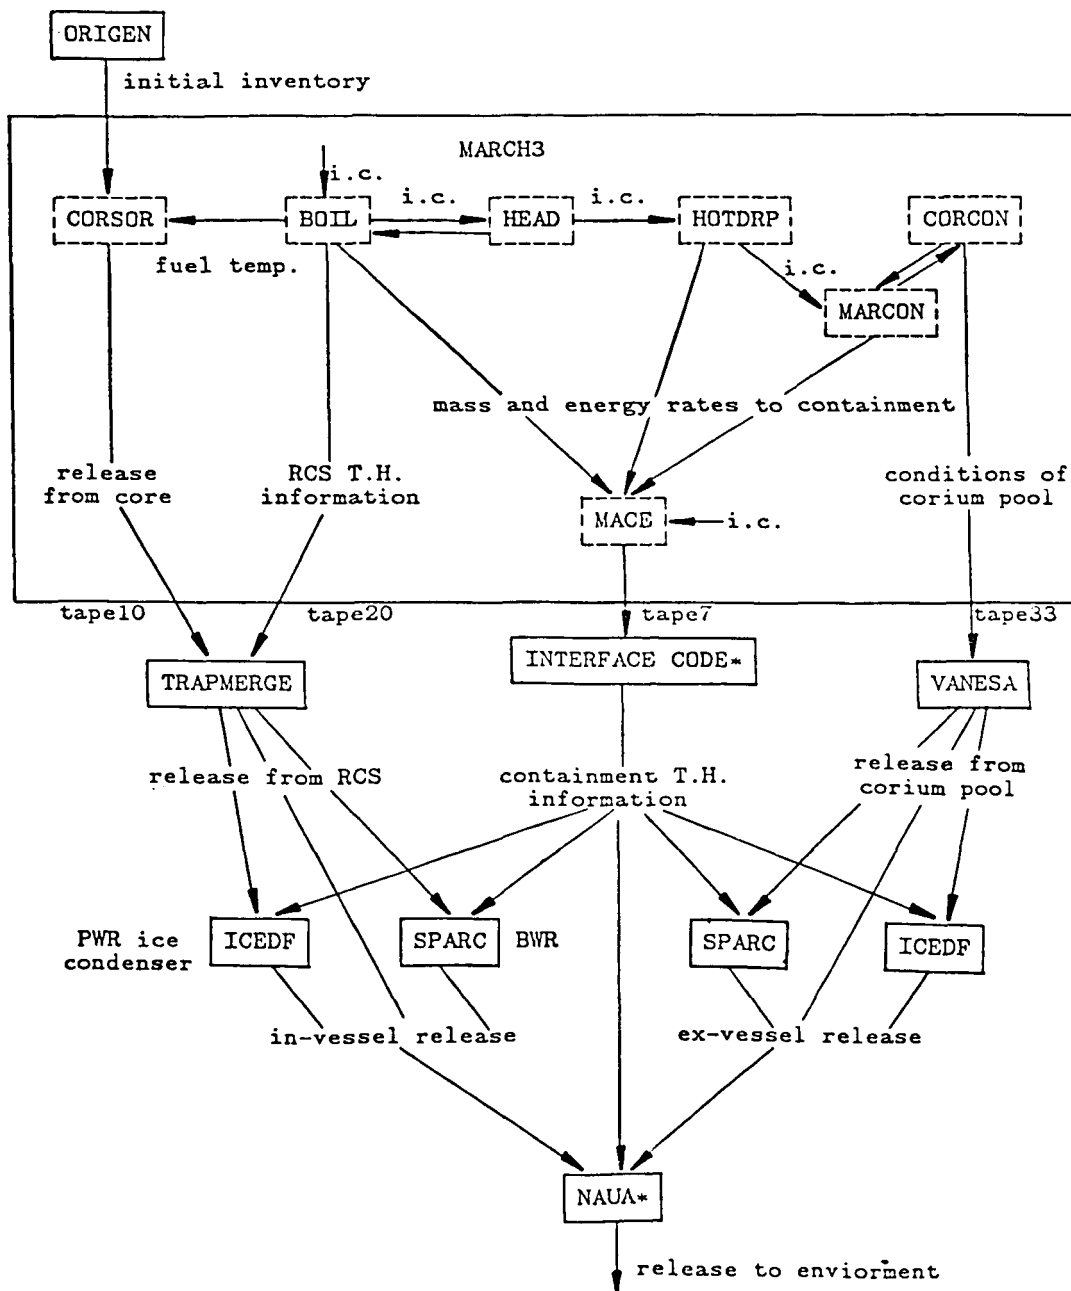 ORIGEN
initial inventory
MARCH3
i.c.
i.c.
i.c.
CORSOR
BOIL
HEAD
HOTDRP
CORCON
fuel temp.
i.c.
MARCON
mass and energy rates to containment
release
from core
RCS T.H.
information
conditions of
corium pool
MACE
i.c.
tape10
tape20
tape7
tape33
TRAPMERGE
INTERFACE CODE*
VANESA
release from RCS
containment T.H.
information
release from
corium pool
PWR ice
condenser
ICEDF
SPARC
BWR
SPARC
ICEDF
in-vessel release
ex-vessel release
NAUA*
release to enviorment